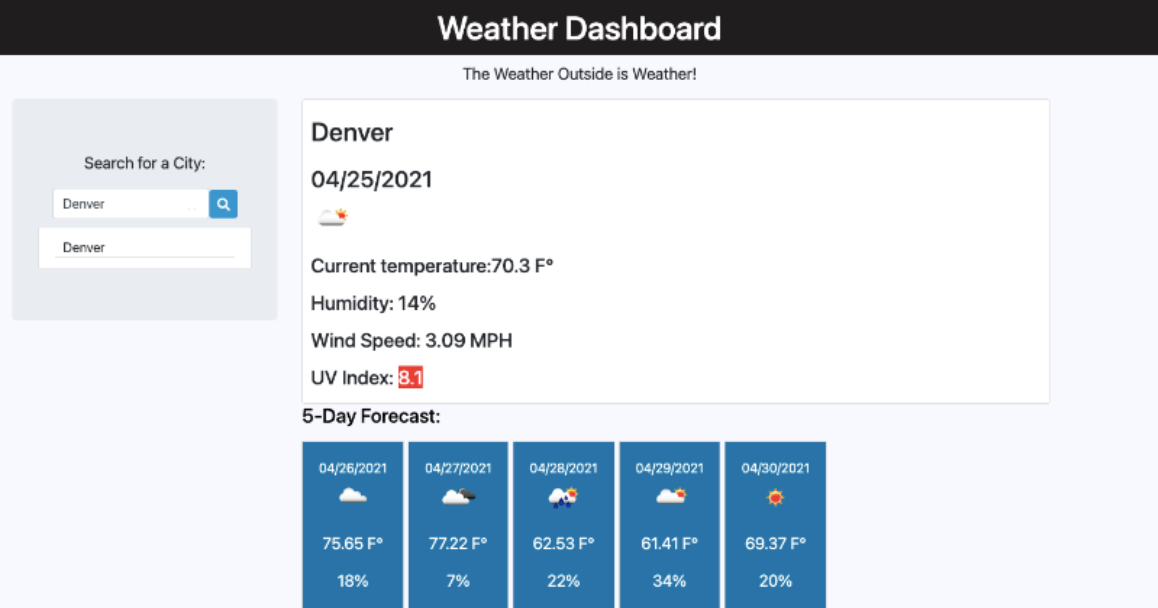 Weather Dashboard
The Weather Outside is Weather!
Search for a City:
Denver
Denver
Denver
04/25/2021
Current temperature:70.3 F°
Humidity: 14%
Wind Speed: 3.09 MPH
UV Index: 8.1
5-Day Forecast:
04/26/2021 04/27/2021 04/28/2021 04/29/2021 04/30/2021
75.65 F° 77.22 F° 62.53 F° 61.41 F° 69.37 F°
18% 7% 22% 34% 20%